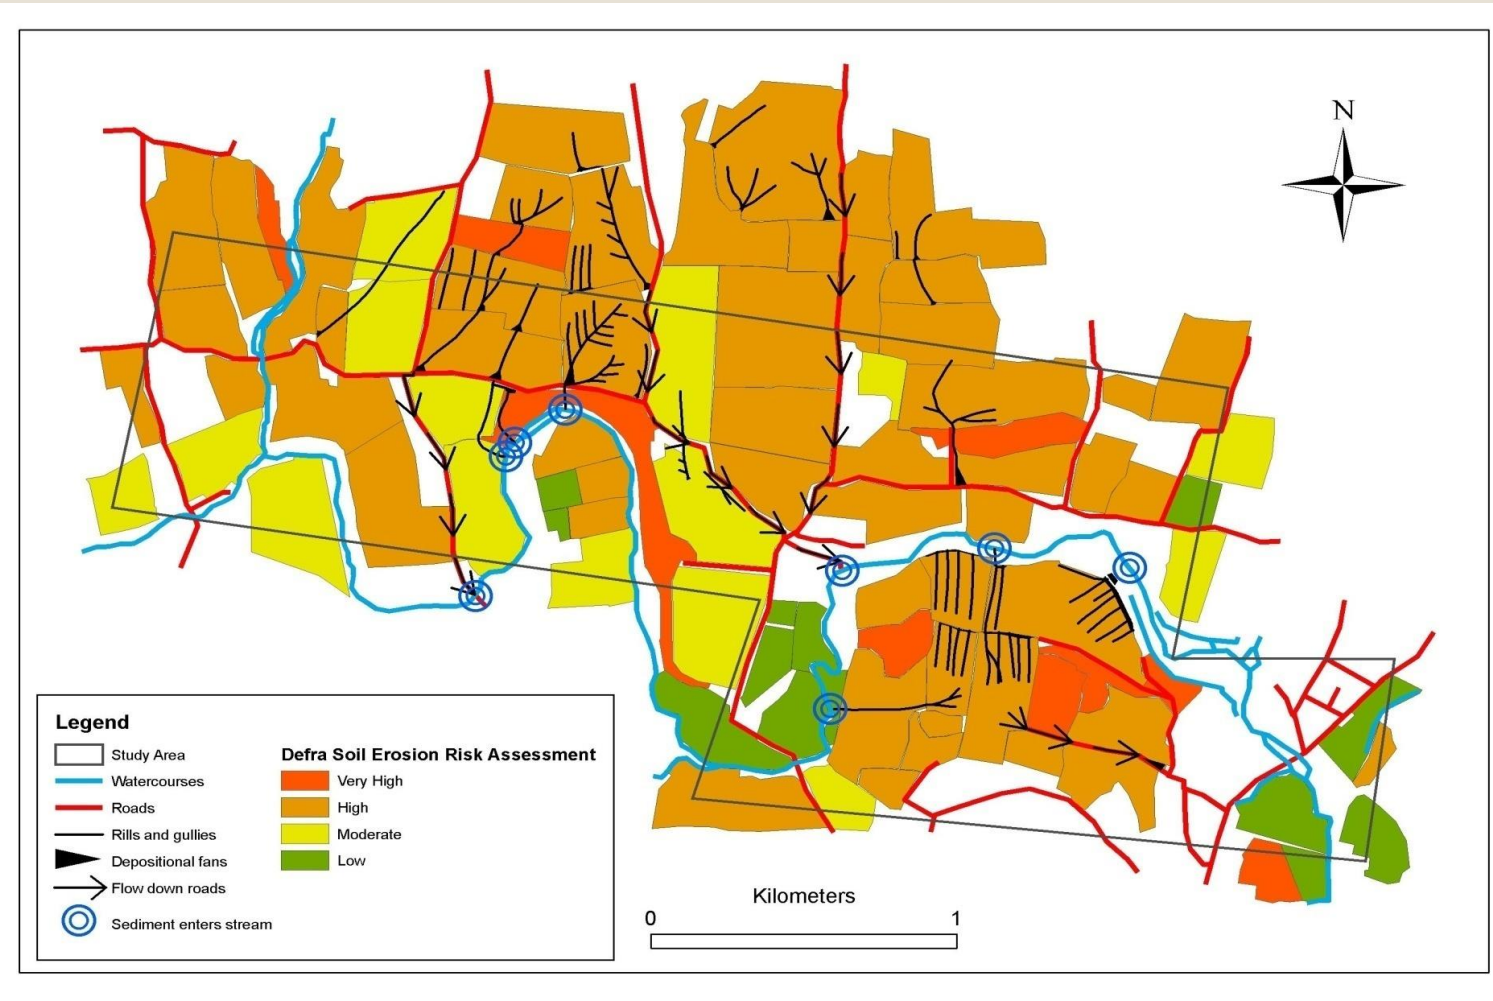 N
Legend
Study Area
Defra Soil Erosion Risk Assessment
Watercourses
Very High
Roads
High
Rills and gullies
Moderate
Depositional fans
Low
Flow down roads
Sediment enters stream
Kilometers
0 1